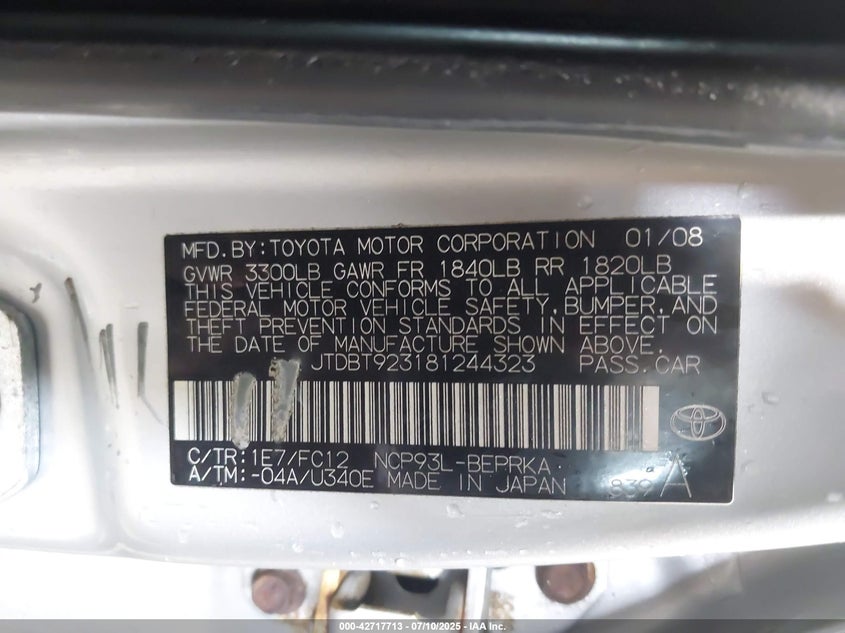 MFD.BY:TOYOTA MOTOR CORPORATION 01/08
GVWR 3300LB GAWR FR 1840LB RR 1820LB
THIS VEHICLE CONFORMS TO ALL APPLICABLE
FEDERAL MOTOR VEHICLE SAFETY, BUMPER, AND
THEFT PREVENTION STANDARDS IN EFFECT ON
THE DATE OF MANUFACTURE SHOWN ABOVE.
JTDBT923181244323 PASS.CAR
C/TR:1E7/FC12 NCP93L-BEPRKA
A/TM:-04A/U340E MADE IN JAPAN 839 A
000-42717713 - 07/10/2025 - IAA Inc.